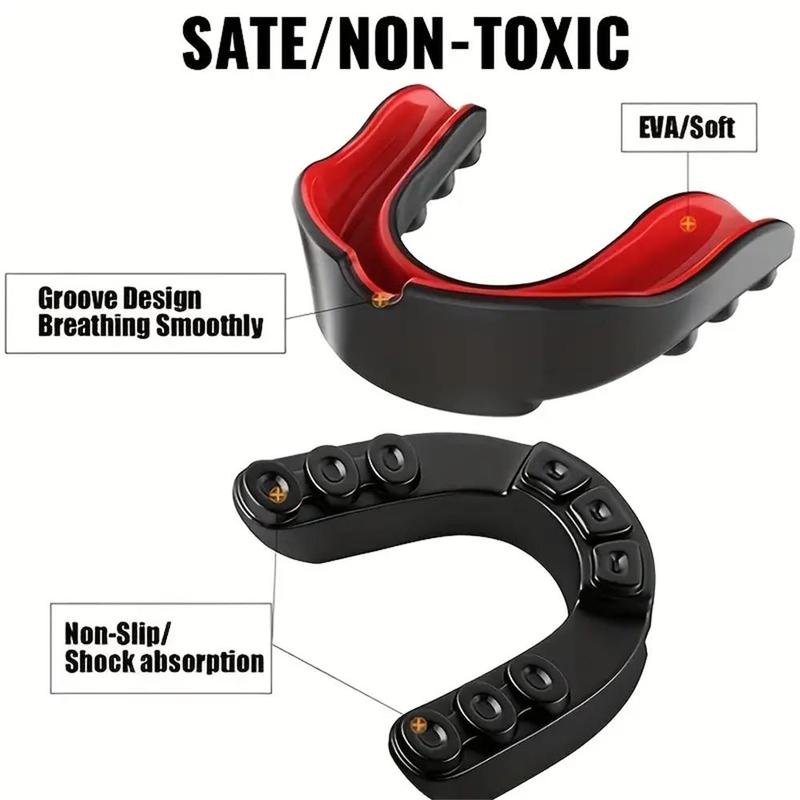 SATE/NON-TOXIC
EVA/Soft
Groove Design
Breathing Smoothly
Non-Slip/
Shock absorption